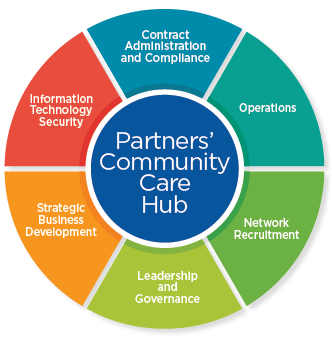 Contract
Administration
and Compliance
Operations
Network
Recruitment
Leadership
and
Governance
Strategic
Business
Development
Information
Technology
Security
Partners'
Community
Care
Hub